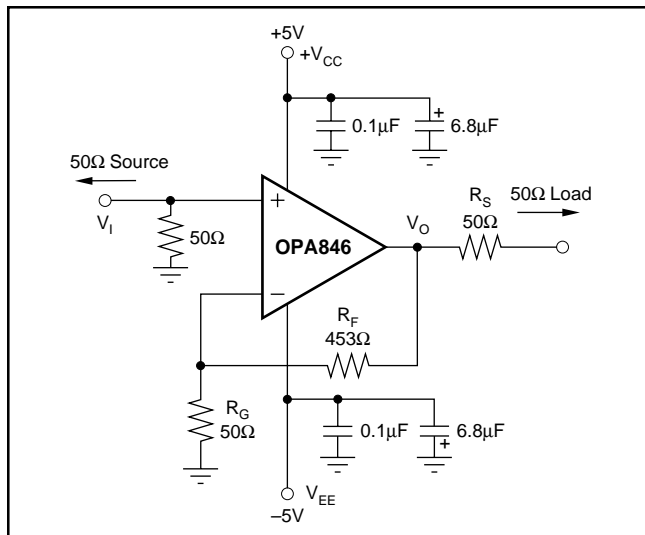 +5V
+V_CC
0.1μF
6.8μF
+
50Ω Source
50Ω Load
R_S
50Ω
V_I
V_O
50Ω
+
OPA846
−
R_F
453Ω
R_G
50Ω
0.1μF
6.8μF
+
V_EE
–5V